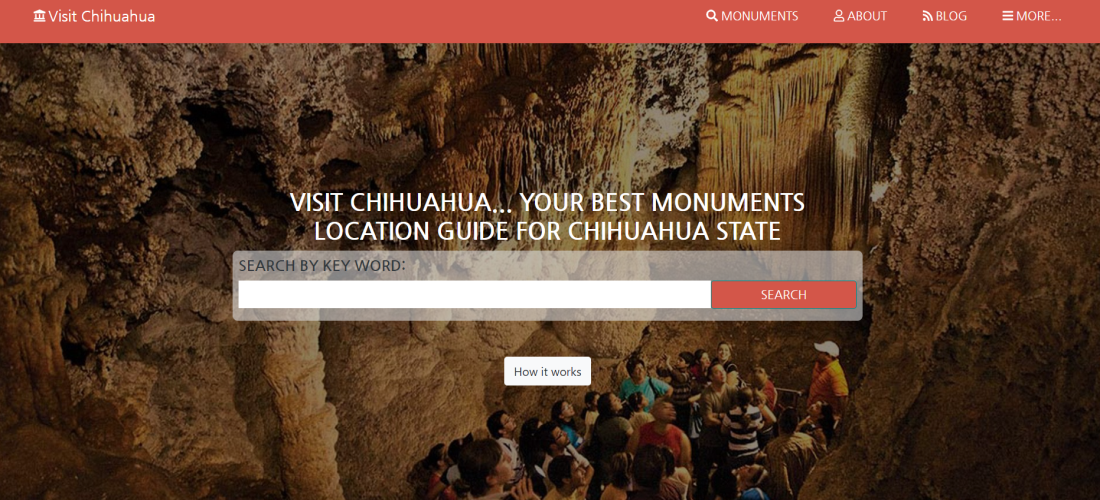 Visit Chihuahua
MONUMENTS
ABOUT
BLOG
MORE...
VISIT CHIHUAHUA... YOUR BEST MONUMENTS
LOCATION GUIDE FOR CHIHUAHUA STATE
SEARCH BY KEY WORD:
SEARCH
How it works